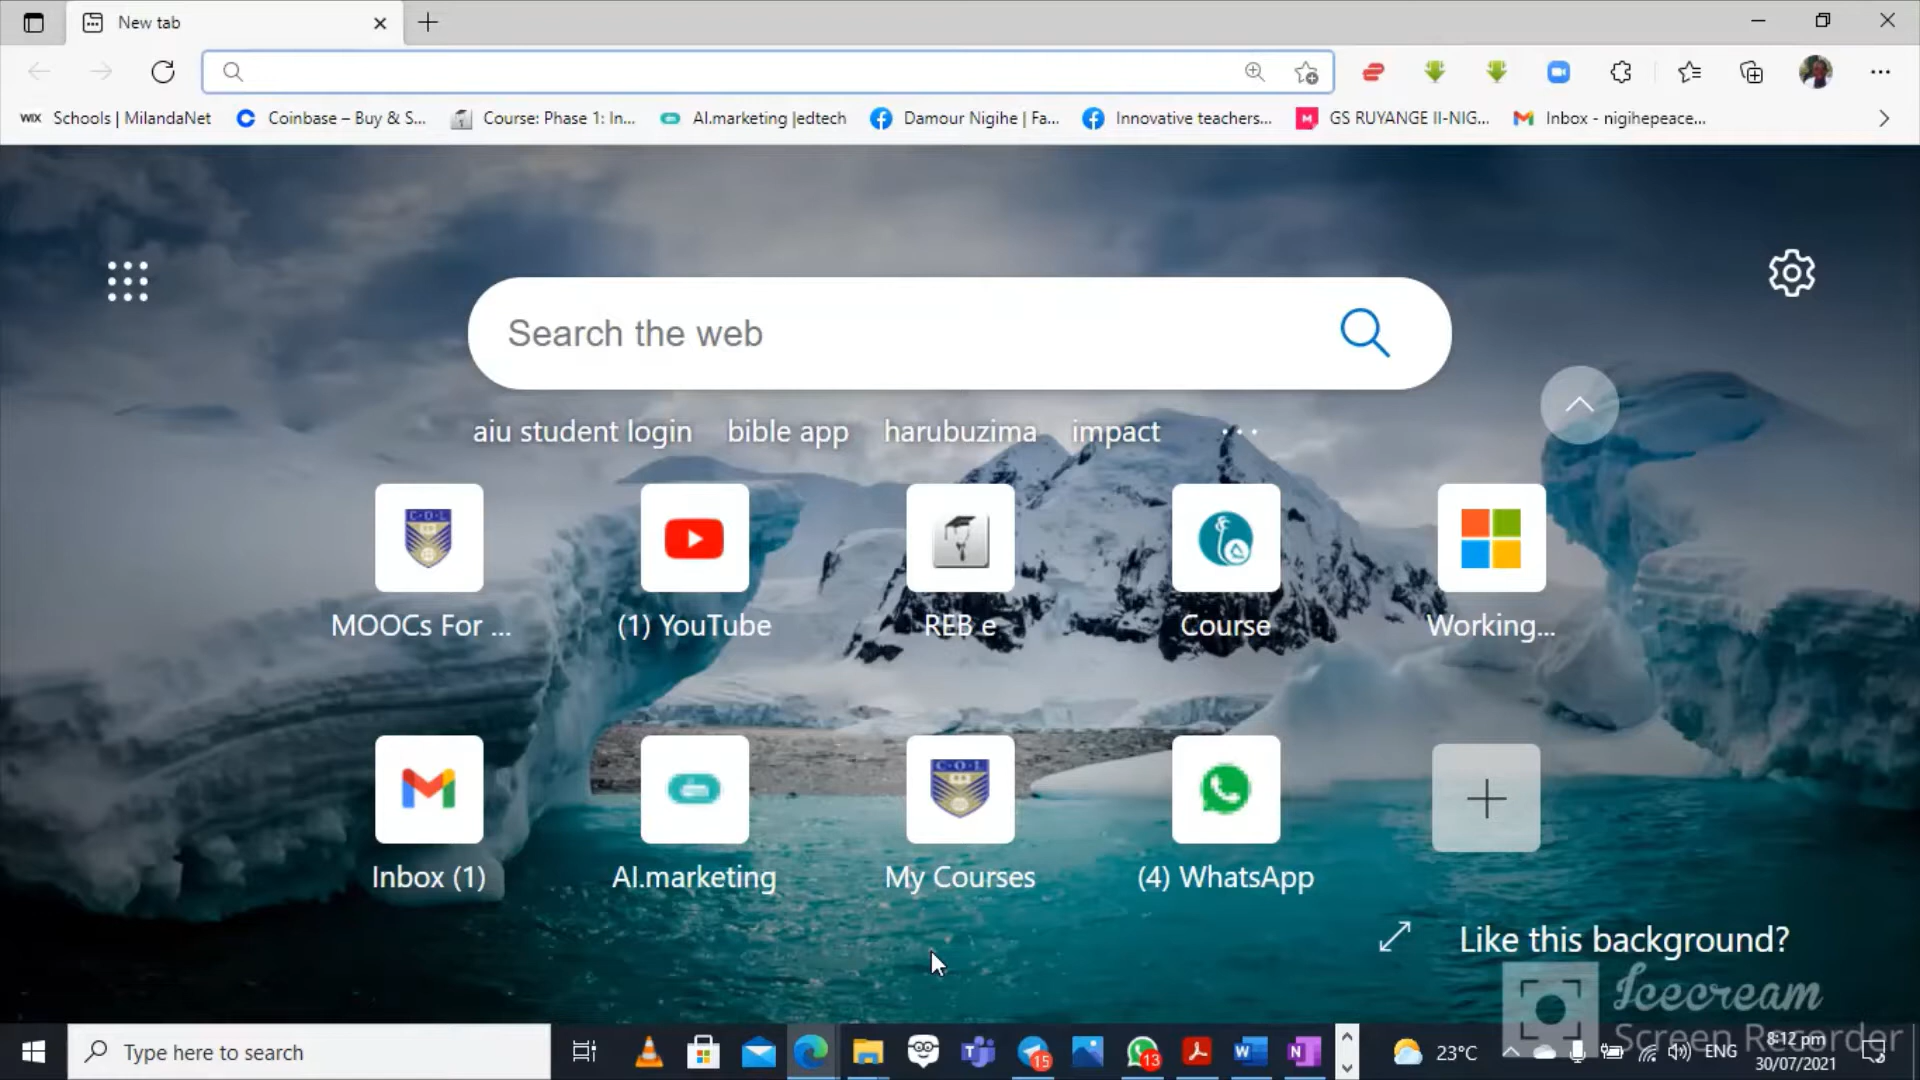 New tab
WIX Schools | MilandaNet
Coinbase – Buy & S...
Course: Phase 1: In...
AI.marketing |edtech
Damour Nigihe | Fa...
Innovative teachers...
GS RUYANGE II-NIG...
Inbox - nigihepeace...
Search the web
aiu student login bible app harubuzima impact ...
C·O·L
MOOCs For ...
(1) YouTube
REB e
Course
Working...
C·O·L
Inbox (1)
AI.marketing
My Courses
(4) WhatsApp
Like this background?
Icecream
Screen Recorder
Type here to search
15
13
23°C
ENG
8:12 pm
30/07/2021